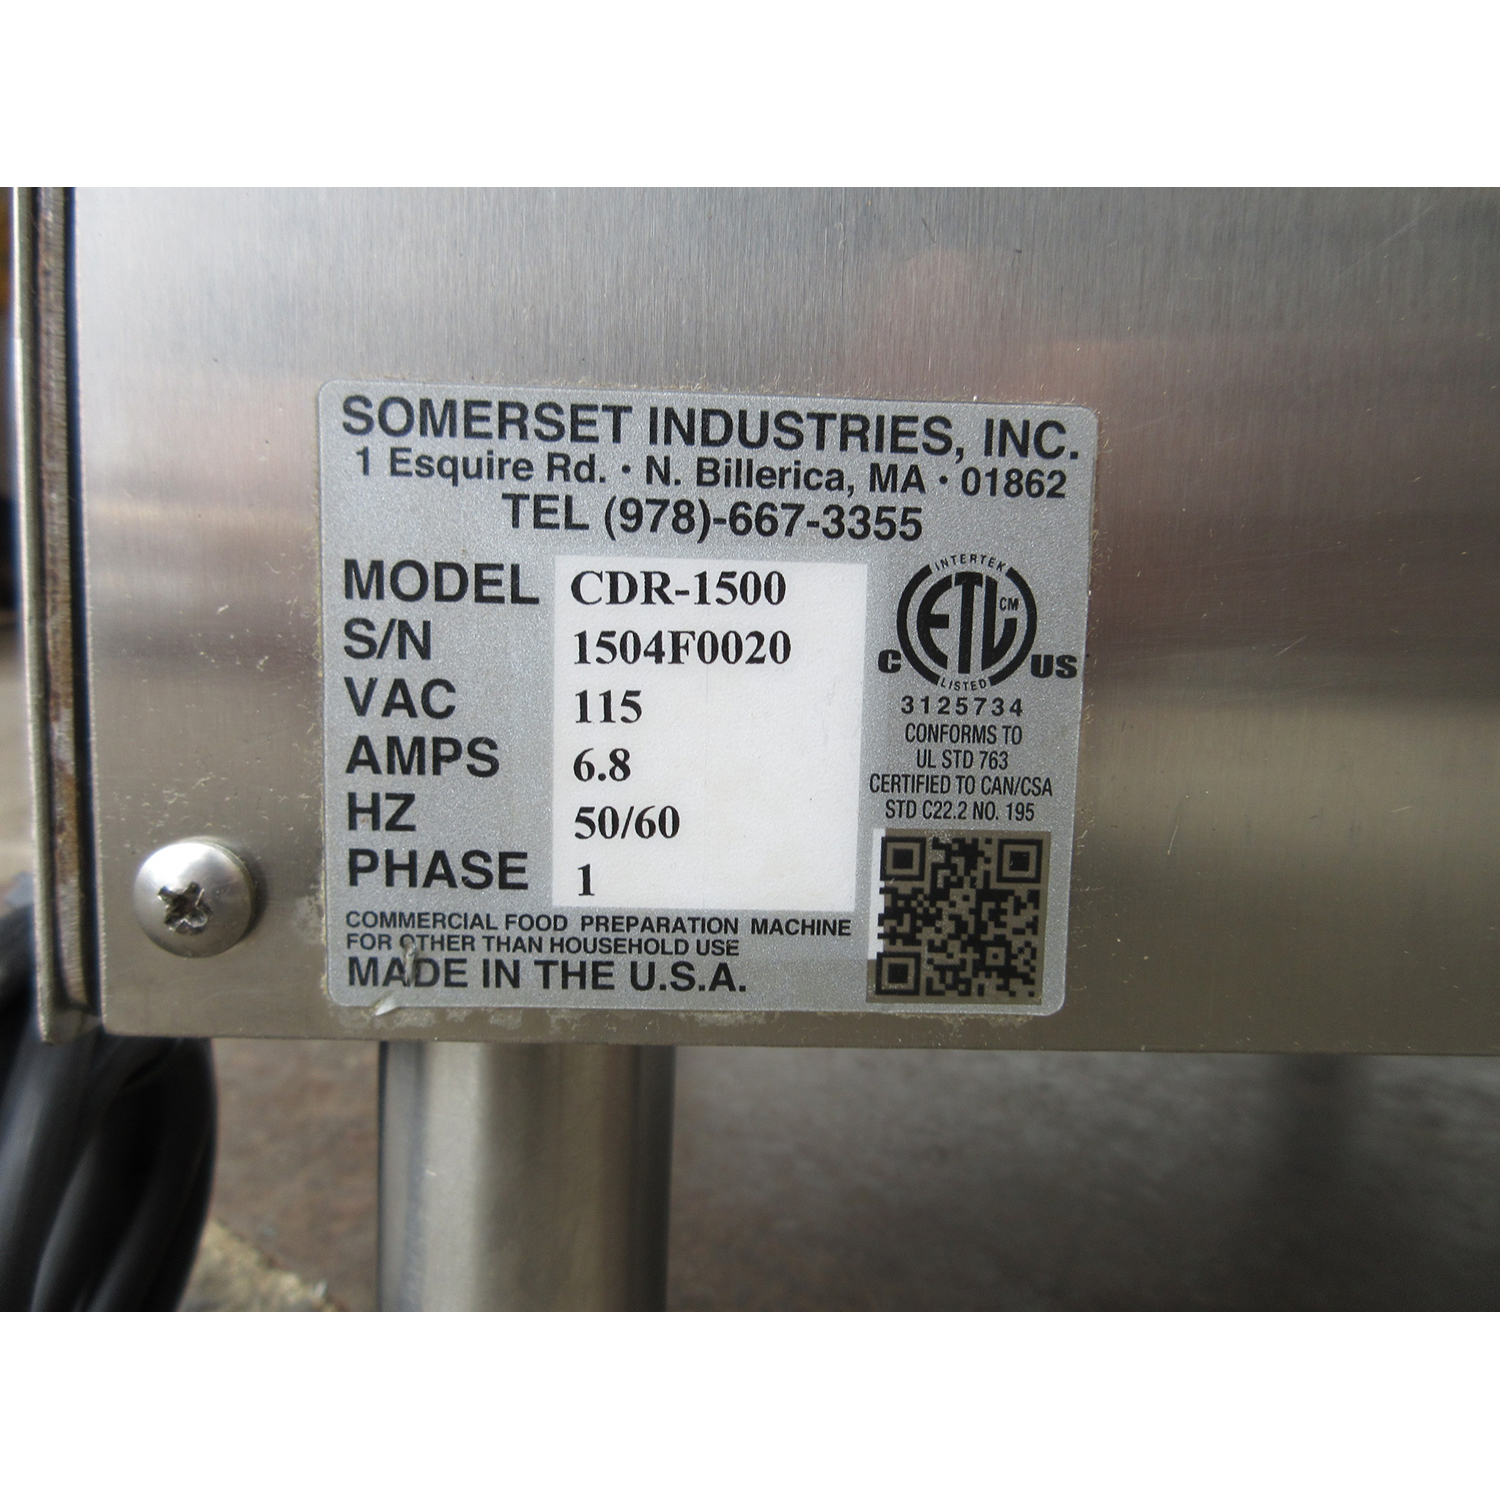 SOMERSET INDUSTRIES, INC.
1 Esquire Rd. • N. Billerica, MA • 01862
TEL (978)-667-3355
MODEL CDR-1500
S/N 1504F0020
VAC 115
AMPS 6.8
HZ 50/60
PHASE 1
COMMERCIAL FOOD PREPARATION MACHINE
FOR OTHER THAN HOUSEHOLD USE
MADE IN THE U.S.A.
INTERTEK
ETL CM
C US
LISTED
3125734
CONFORMS TO
UL STD 763
CERTIFIED TO CAN/CSA
STD C22.2 NO. 195